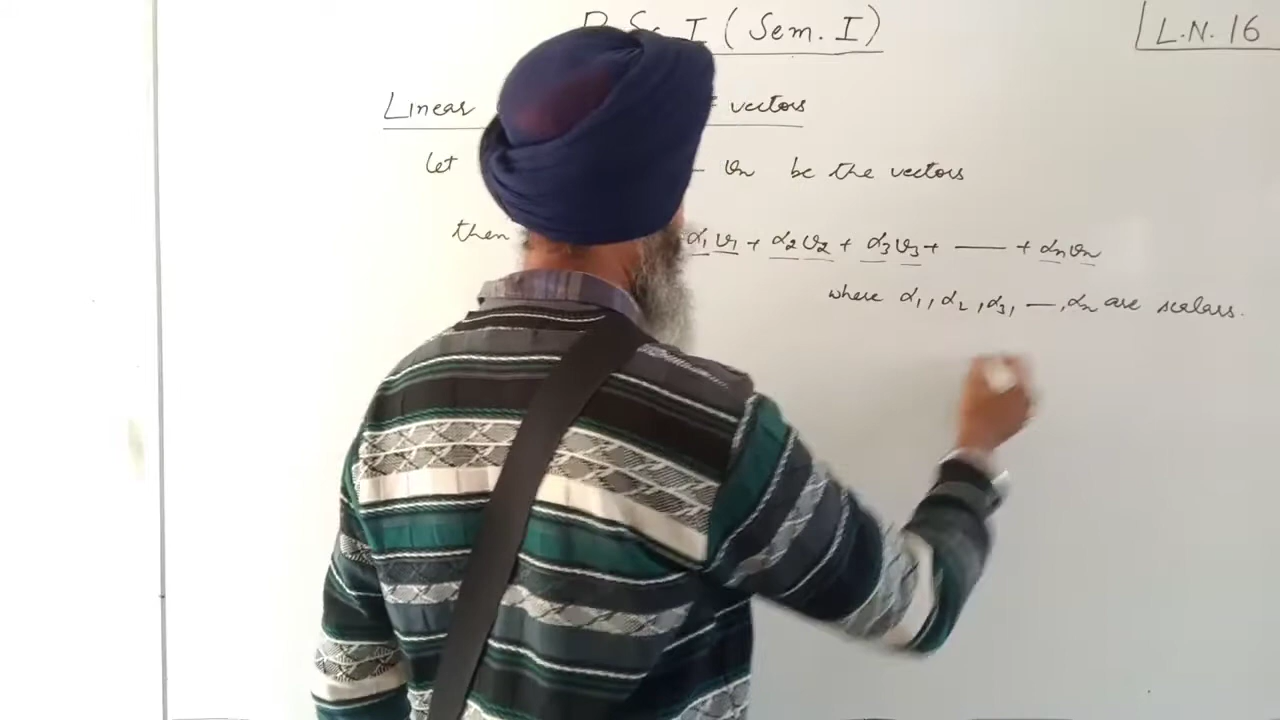 I (Sem. I)
L.N. 16
Linear vectors
let — vn be the vectors
then α1v1 + α2v2 + α3v3 + — + αnvn
where α1, α2, α3, —, αn are scalars.